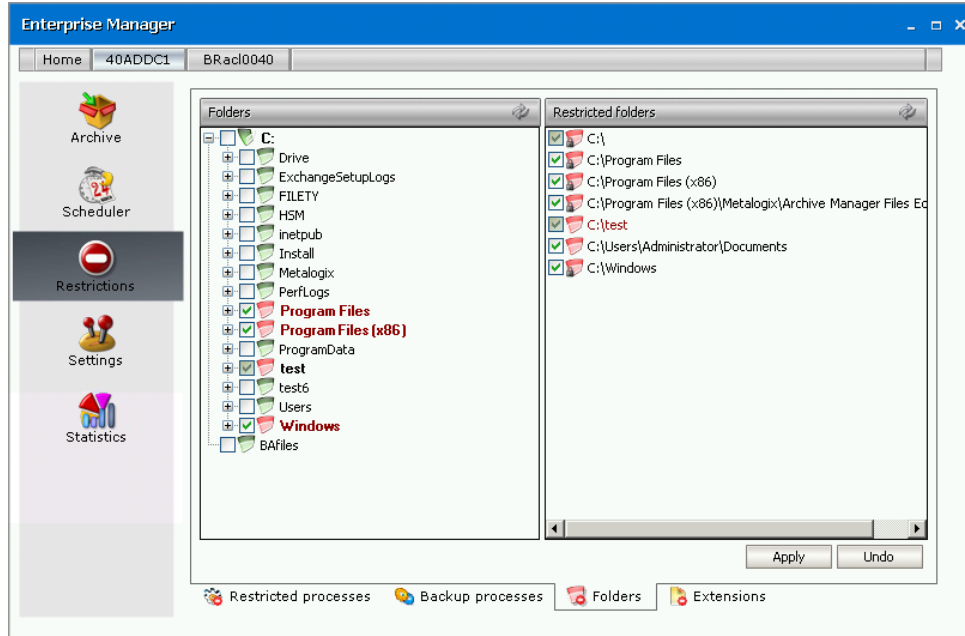 Enterprise Manager
Home 40ADDC1 BRacl0040
Archive
Scheduler
Restrictions
Settings
Statistics
Folders
C:
Drive
ExchangeSetupLogs
FILETY
HSM
inetpub
Install
Metalogix
PerfLogs
Program Files
Program Files (x86)
ProgramData
test
test6
Users
Windows
BAfiles
Restricted folders
C:\
C:\Program Files
C:\Program Files (x86)
C:\Program Files (x86)\Metalogix\Archive Manager Files Ed
C:\test
C:\Users\Administrator\Documents
C:\Windows
Apply Undo
Restricted processes Backup processes Folders Extensions